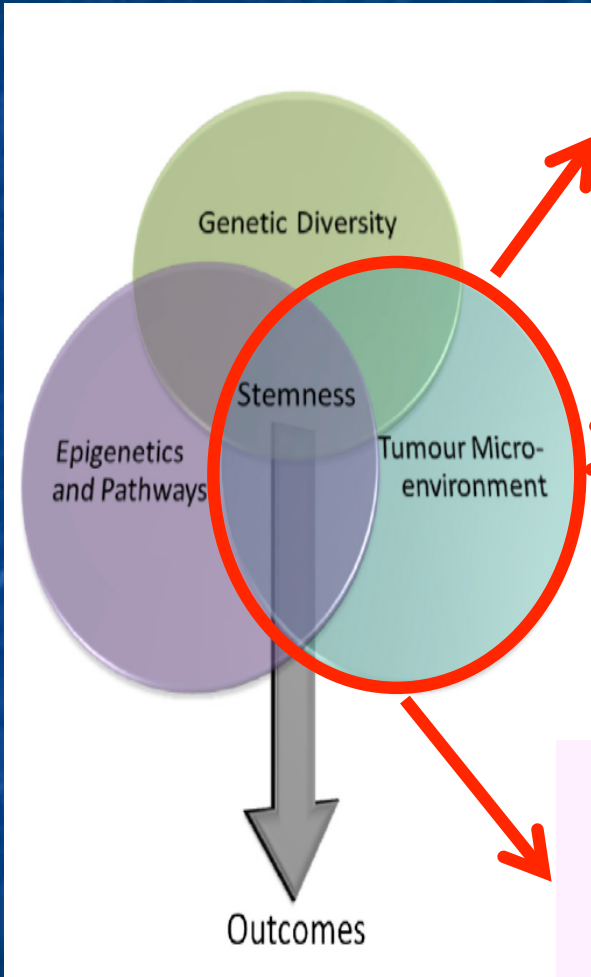 Genetic Diversity
Stemness
Epigenetics
and Pathways
Tumour Micro-
environment
Outcomes